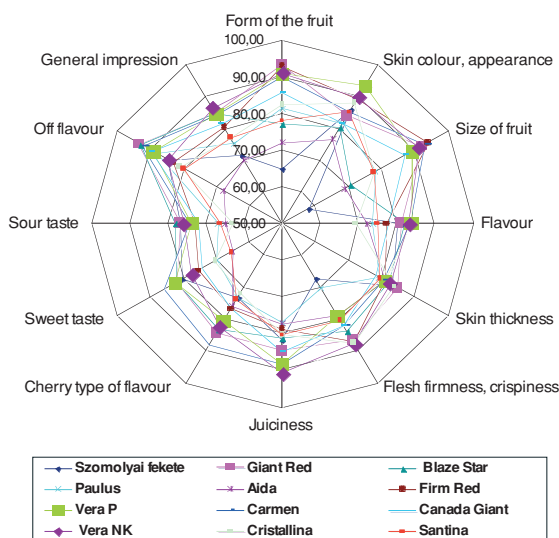 Form of the fruit
100,00
General impression
Skin colour, appearance
90,00
80,00
Off flavour
Size of fruit
70,00
60,00
Sour taste
50,00
Flavour
Sweet taste
Skin thickness
Cherry type of flavour
Flesh firmness, crispiness
Juiciness
Szomolyai fekete
Giant Red
Blaze Star
Paulus
Aida
Firm Red
Vera P
Carmen
Canada Giant
Vera NK
Cristallina
Santina